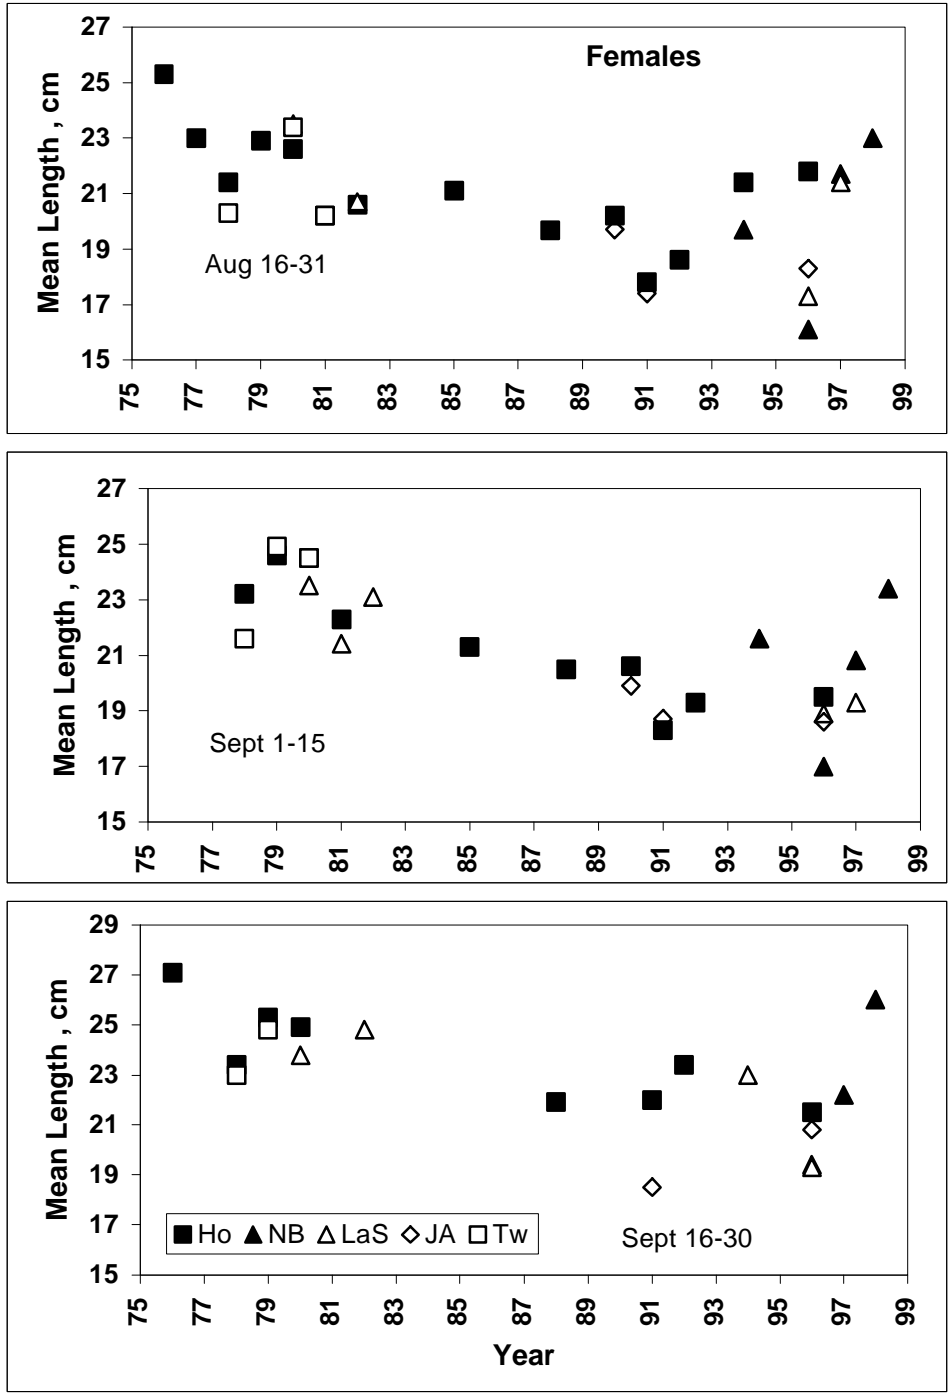 Females
Mean Length , cm
27
25
23
21
19
17
15
Aug 16-31
75 77 79 81 83 85 87 89 91 93 95 97 99
Mean Length , cm
27
25
23
21
19
17
15
Sept 1-15
75 77 79 81 83 85 87 89 91 93 95 97 99
Mean Length , cm
29
27
25
23
21
19
17
15
Ho NB LaS JA Tw
Sept 16-30
75 77 79 81 83 85 87 89 91 93 95 97 99
Year